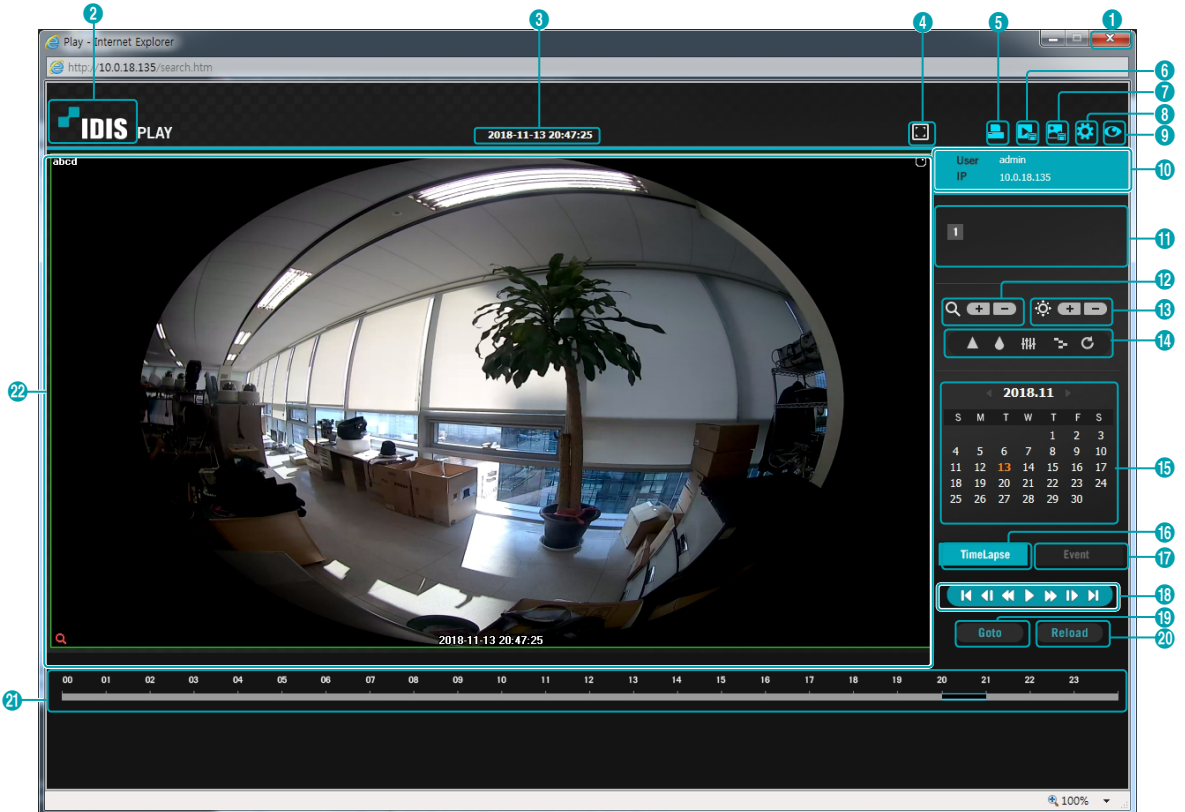 2 3 4 5 1
Play - Internet Explorer
http://10.0.18.135/search.htm
6
7
8
IDIS PLAY 2018-11-13 20:47:25
9
abcd
User admin
IP 10.0.18.135
10
1
11
12
13
14
22
2018.11
S M T W T F S
1 2 3
4 5 6 7 8 9 10
11 12 13 14 15 16 17
18 19 20 21 22 23 24
25 26 27 28 29 30
15
16
TimeLapse Event
17
18
19
Goto Reload
20
2018-11-13 20:47:25
00 01 02 03 04 05 06 07 08 09 10 11 12 13 14 15 16 17 18 19 20 21 22 23
21
100%